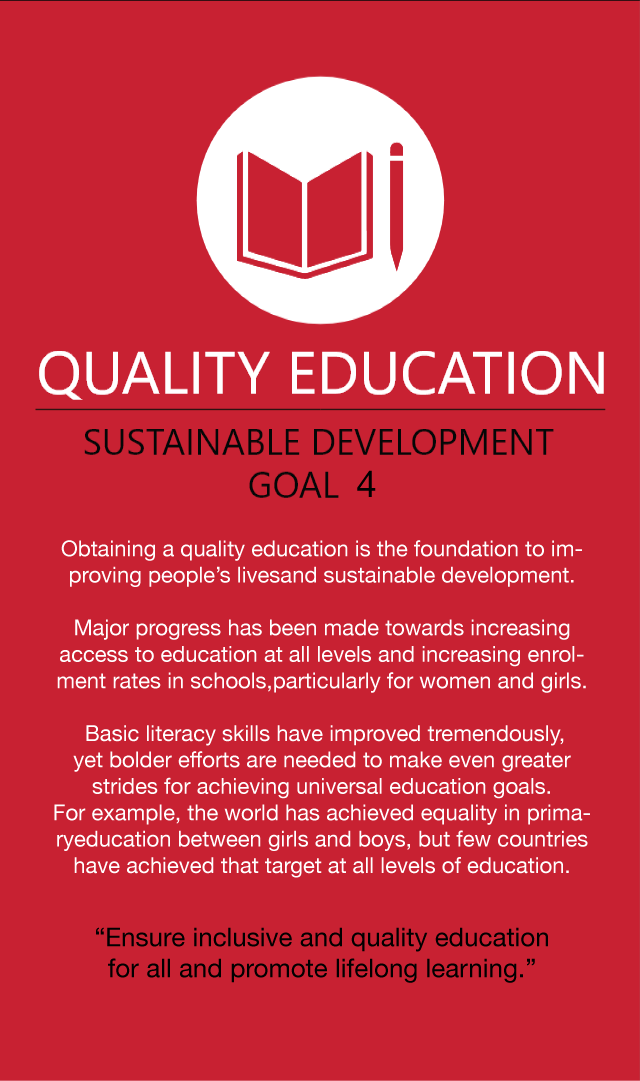 QUALITY EDUCATION
SUSTAINABLE DEVELOPMENT
GOAL 4
Obtaining a quality education is the foundation to im-
proving people’s livesand sustainable development.
Major progress has been made towards increasing
access to education at all levels and increasing enrol-
ment rates in schools,particularly for women and girls.
Basic literacy skills have improved tremendously,
yet bolder efforts are needed to make even greater
strides for achieving universal education goals.
For example, the world has achieved equality in prima-
ryeducation between girls and boys, but few countries
have achieved that target at all levels of education.
“Ensure inclusive and quality education
for all and promote lifelong learning.”